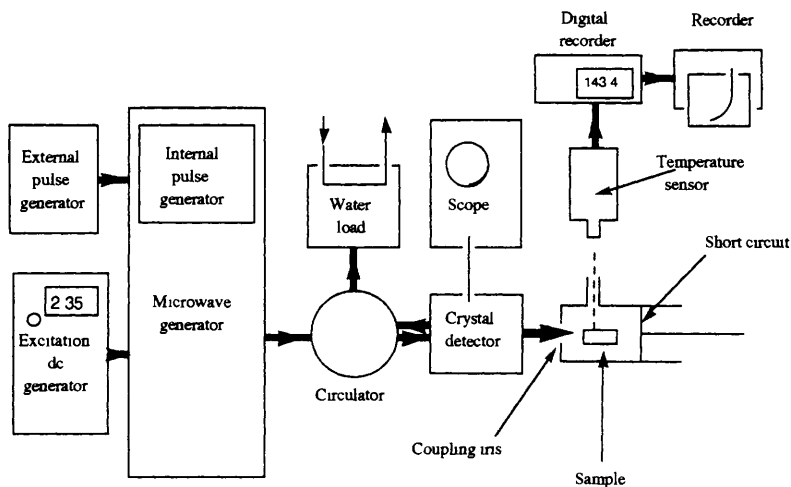 Digital
recorder
Recorder
143 4
External
pulse
generator
Internal
pulse
generator
Water
load
Scope
Temperature
sensor
Short circuit
2 35
Excitation
dc
generator
Microwave
generator
Crystal
detector
Circulator
Coupling iris
Sample